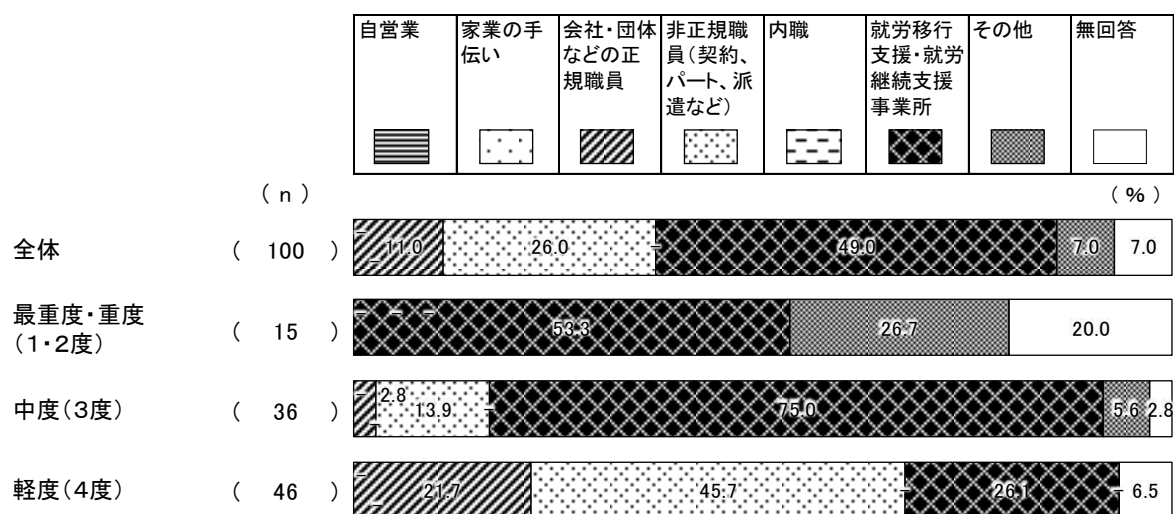 自営業
家業の手
伝い
会社・団体
などの正
規職員
非正規職
員(契約、
パート、派
遣など)
内職
就労移行
支援・就労
継続支援
事業所
その他
無回答
(n)
(%)
全体 ( 100 ) 11.0 26.0 49.0 7.0 7.0
最重度・重度
(1・2度) ( 15 ) 53.3 26.7 20.0
中度(3度) ( 36 ) 2.8 13.9 75.0 5.6 2.8
軽度(4度) ( 46 ) 21.7 45.7 26.1 6.5